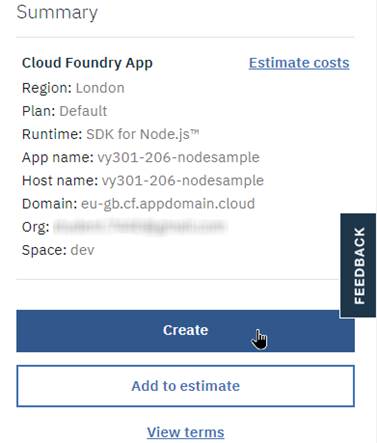 Summary
Cloud Foundry App Estimate costs
Region: London
Plan: Default
Runtime: SDK for Node.js™
App name: vy301-206-nodesample
Host name: vy301-206-nodesample
Domain: eu-gb.cf.appdomain.cloud
Org:
Space: dev
FEEDBACK
Create
Add to estimate
View terms